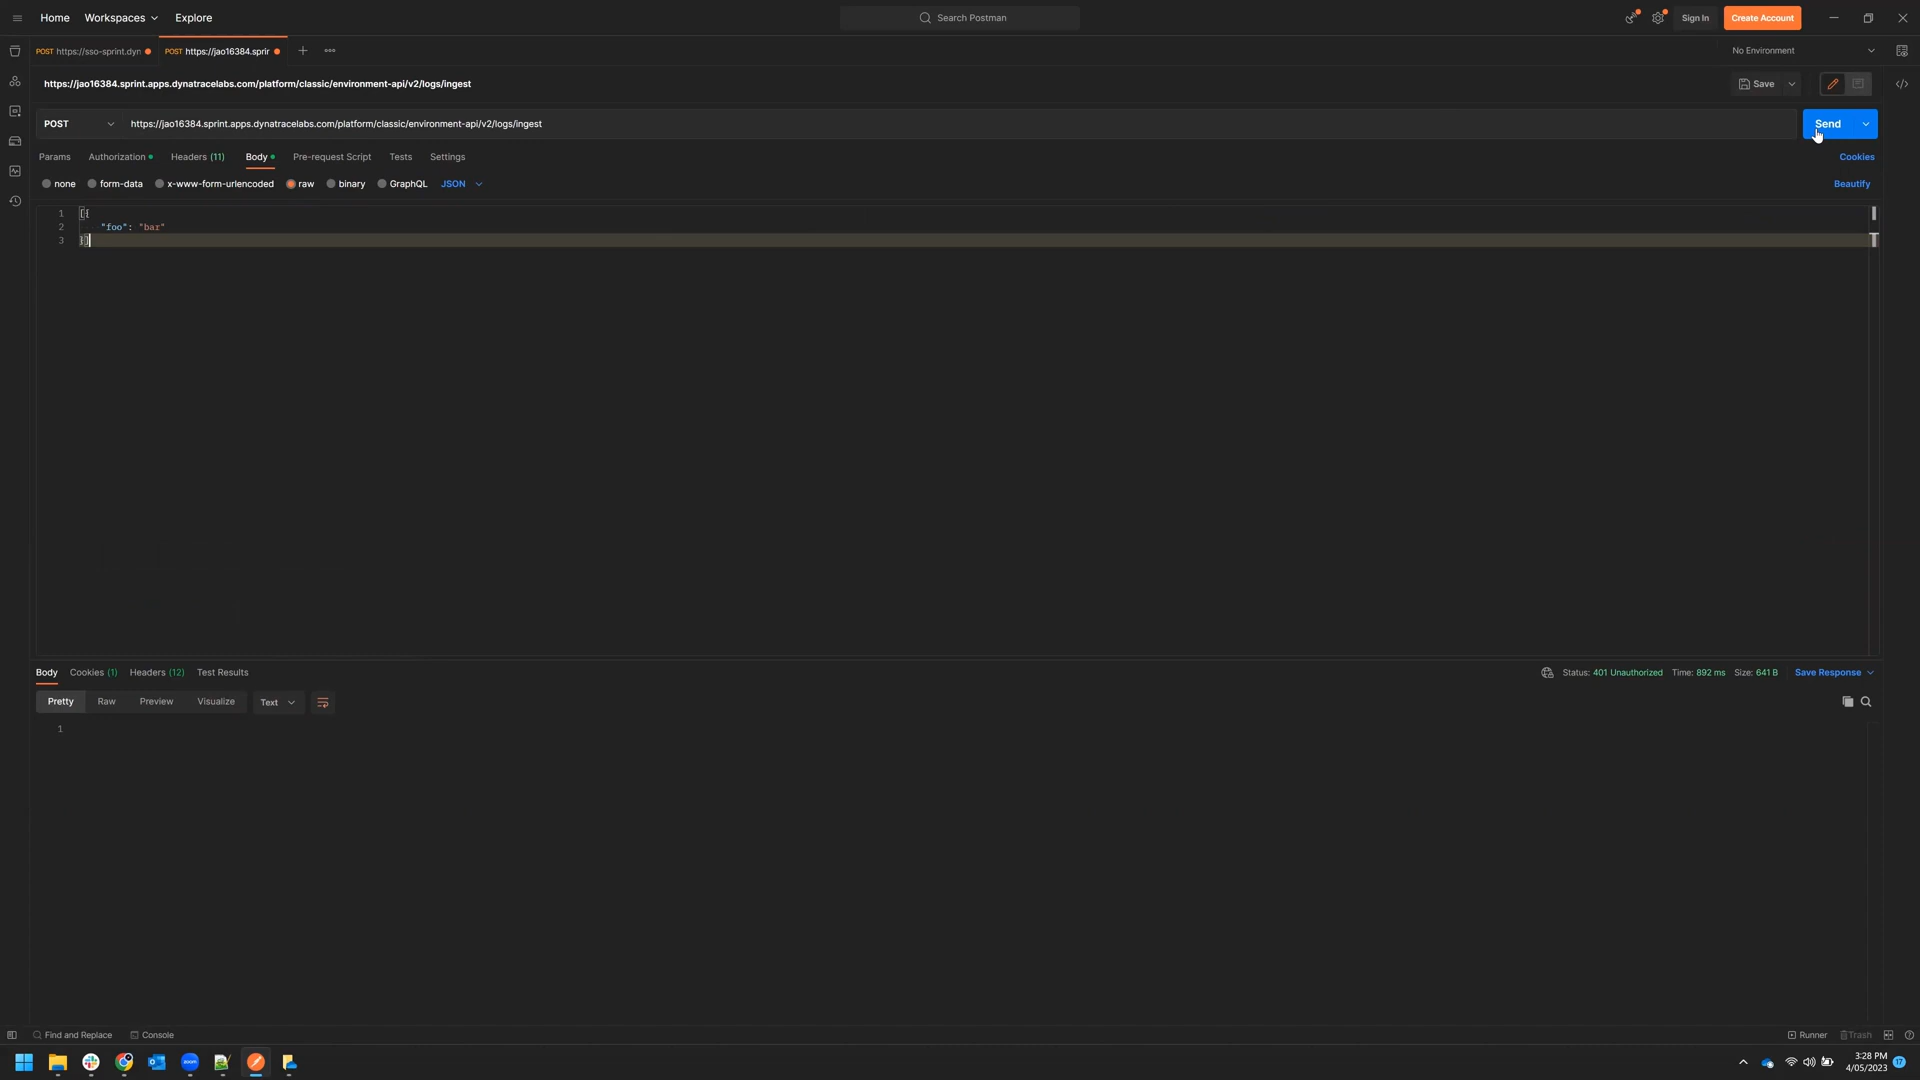 Home Workspaces Explore Search Postman Sign In Create Account
POST https://sso-sprint.dyn POST https://jao16384.sprir No Environment
https://jao16384.sprint.apps.dynatracelabs.com/platform/classic/environment-api/v2/logs/ingest Save
POST https://jao16384.sprint.apps.dynatracelabs.com/platform/classic/environment-api/v2/logs/ingest Send
Params Authorization Headers (11) Body Pre-request Script Tests Settings Cookies
none form-data x-www-form-urlencoded raw binary GraphQL JSON Beautify
1 [{
2 "foo": "bar"
3 }]
Body Cookies (1) Headers (12) Test Results Status: 401 Unauthorized Time: 892 ms Size: 641 B Save Response
Pretty Raw Preview Visualize Text
1
Find and Replace Console Runner Trash
zoom 3:28 PM
4/05/2023 17